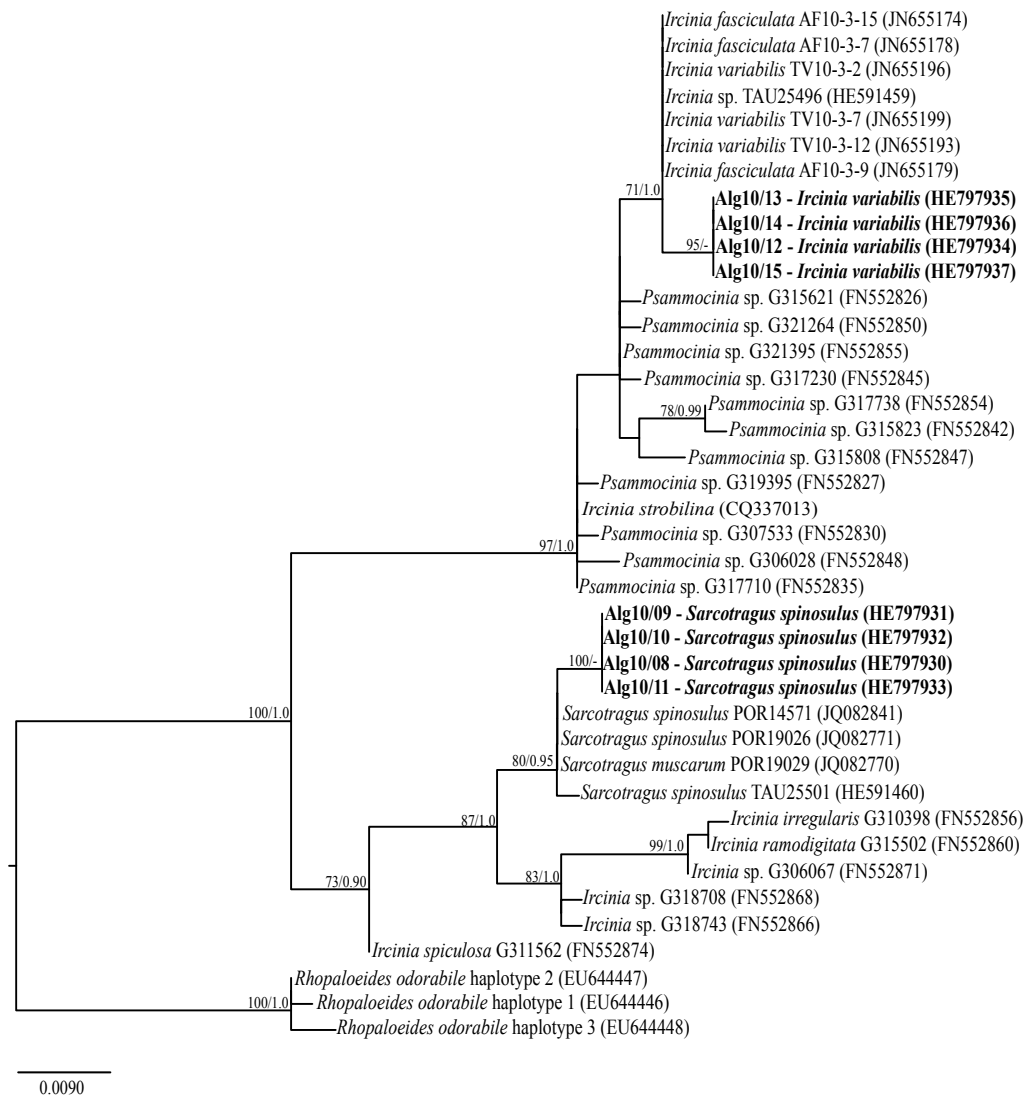 Ircinia fasciculata AF10-3-15 (JN655174)
Ircinia fasciculata AF10-3-7 (JN655178)
Ircinia variabilis TV10-3-2 (JN655196)
Ircinia sp. TAU25496 (HE591459)
Ircinia variabilis TV10-3-7 (JN655199)
Ircinia variabilis TV10-3-12 (JN655193)
Ircinia fasciculata AF10-3-9 (JN655179)
71/1.0
Alg10/13 - Ircinia variabilis (HE797935)
Alg10/14 - Ircinia variabilis (HE797936)
95/-
Alg10/12 - Ircinia variabilis (HE797934)
Alg10/15 - Ircinia variabilis (HE797937)
Psammocinia sp. G315621 (FN552826)
Psammocinia sp. G321264 (FN552850)
Psammocinia sp. G321395 (FN552855)
Psammocinia sp. G317230 (FN552845)
78/0.99
Psammocinia sp. G317738 (FN552854)
Psammocinia sp. G315823 (FN552842)
Psammocinia sp. G315808 (FN552847)
Psammocinia sp. G319395 (FN552827)
Ircinia strobilina (CQ337013)
Psammocinia sp. G307533 (FN552830)
97/1.0
Psammocinia sp. G306028 (FN552848)
Psammocinia sp. G317710 (FN552835)
Alg10/09 - Sarcotragus spinosulus (HE797931)
Alg10/10 - Sarcotragus spinosulus (HE797932)
100/-
Alg10/08 - Sarcotragus spinosulus (HE797930)
Alg10/11 - Sarcotragus spinosulus (HE797933)
100/1.0
Sarcotragus spinosulus POR14571 (JQ082841)
Sarcotragus spinosulus POR19026 (JQ082771)
80/0.95
Sarcotragus muscarum POR19029 (JQ082770)
Sarcotragus spinosulus TAU25501 (HE591460)
87/1.0
Ircinia irregularis G310398 (FN552856)
99/1.0
Ircinia ramodigitata G315502 (FN552860)
Ircinia sp. G306067 (FN552871)
73/0.90
83/1.0
Ircinia sp. G318708 (FN552868)
Ircinia sp. G318743 (FN552866)
Ircinia spiculosa G311562 (FN552874)
Rhopaloeides odorabile haplotype 2 (EU644447)
100/1.0
Rhopaloeides odorabile haplotype 1 (EU644446)
Rhopaloeides odorabile haplotype 3 (EU644448)
0.0090